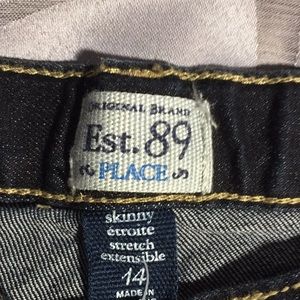 ORIGINAL BRAND
Est. 89
PLACE
skinny
étroite
stretch
extensible
14
MADE IN